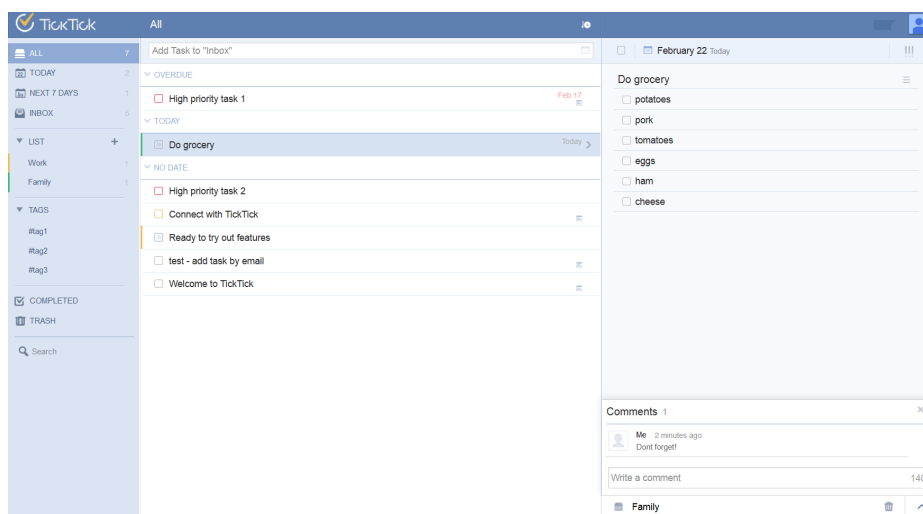 TickTick
All
ALL 7
TODAY 2
NEXT 7 DAYS 1
INBOX 5
LIST +
Work 1
Family 1
TAGS
#tag1
#tag2
#tag3
COMPLETED
TRASH
Search
Add Task to "Inbox"
OVERDUE
High priority task 1 Feb 17
TODAY
Do grocery Today
NO DATE
High priority task 2
Connect with TickTick
Ready to try out features
test - add task by email
Welcome to TickTick
February 22 Today !!!
Do grocery
potatoes
pork
tomatoes
eggs
ham
cheese
Comments 1
Me 2 minutes ago
Dont forget!
Write a comment 140
Family